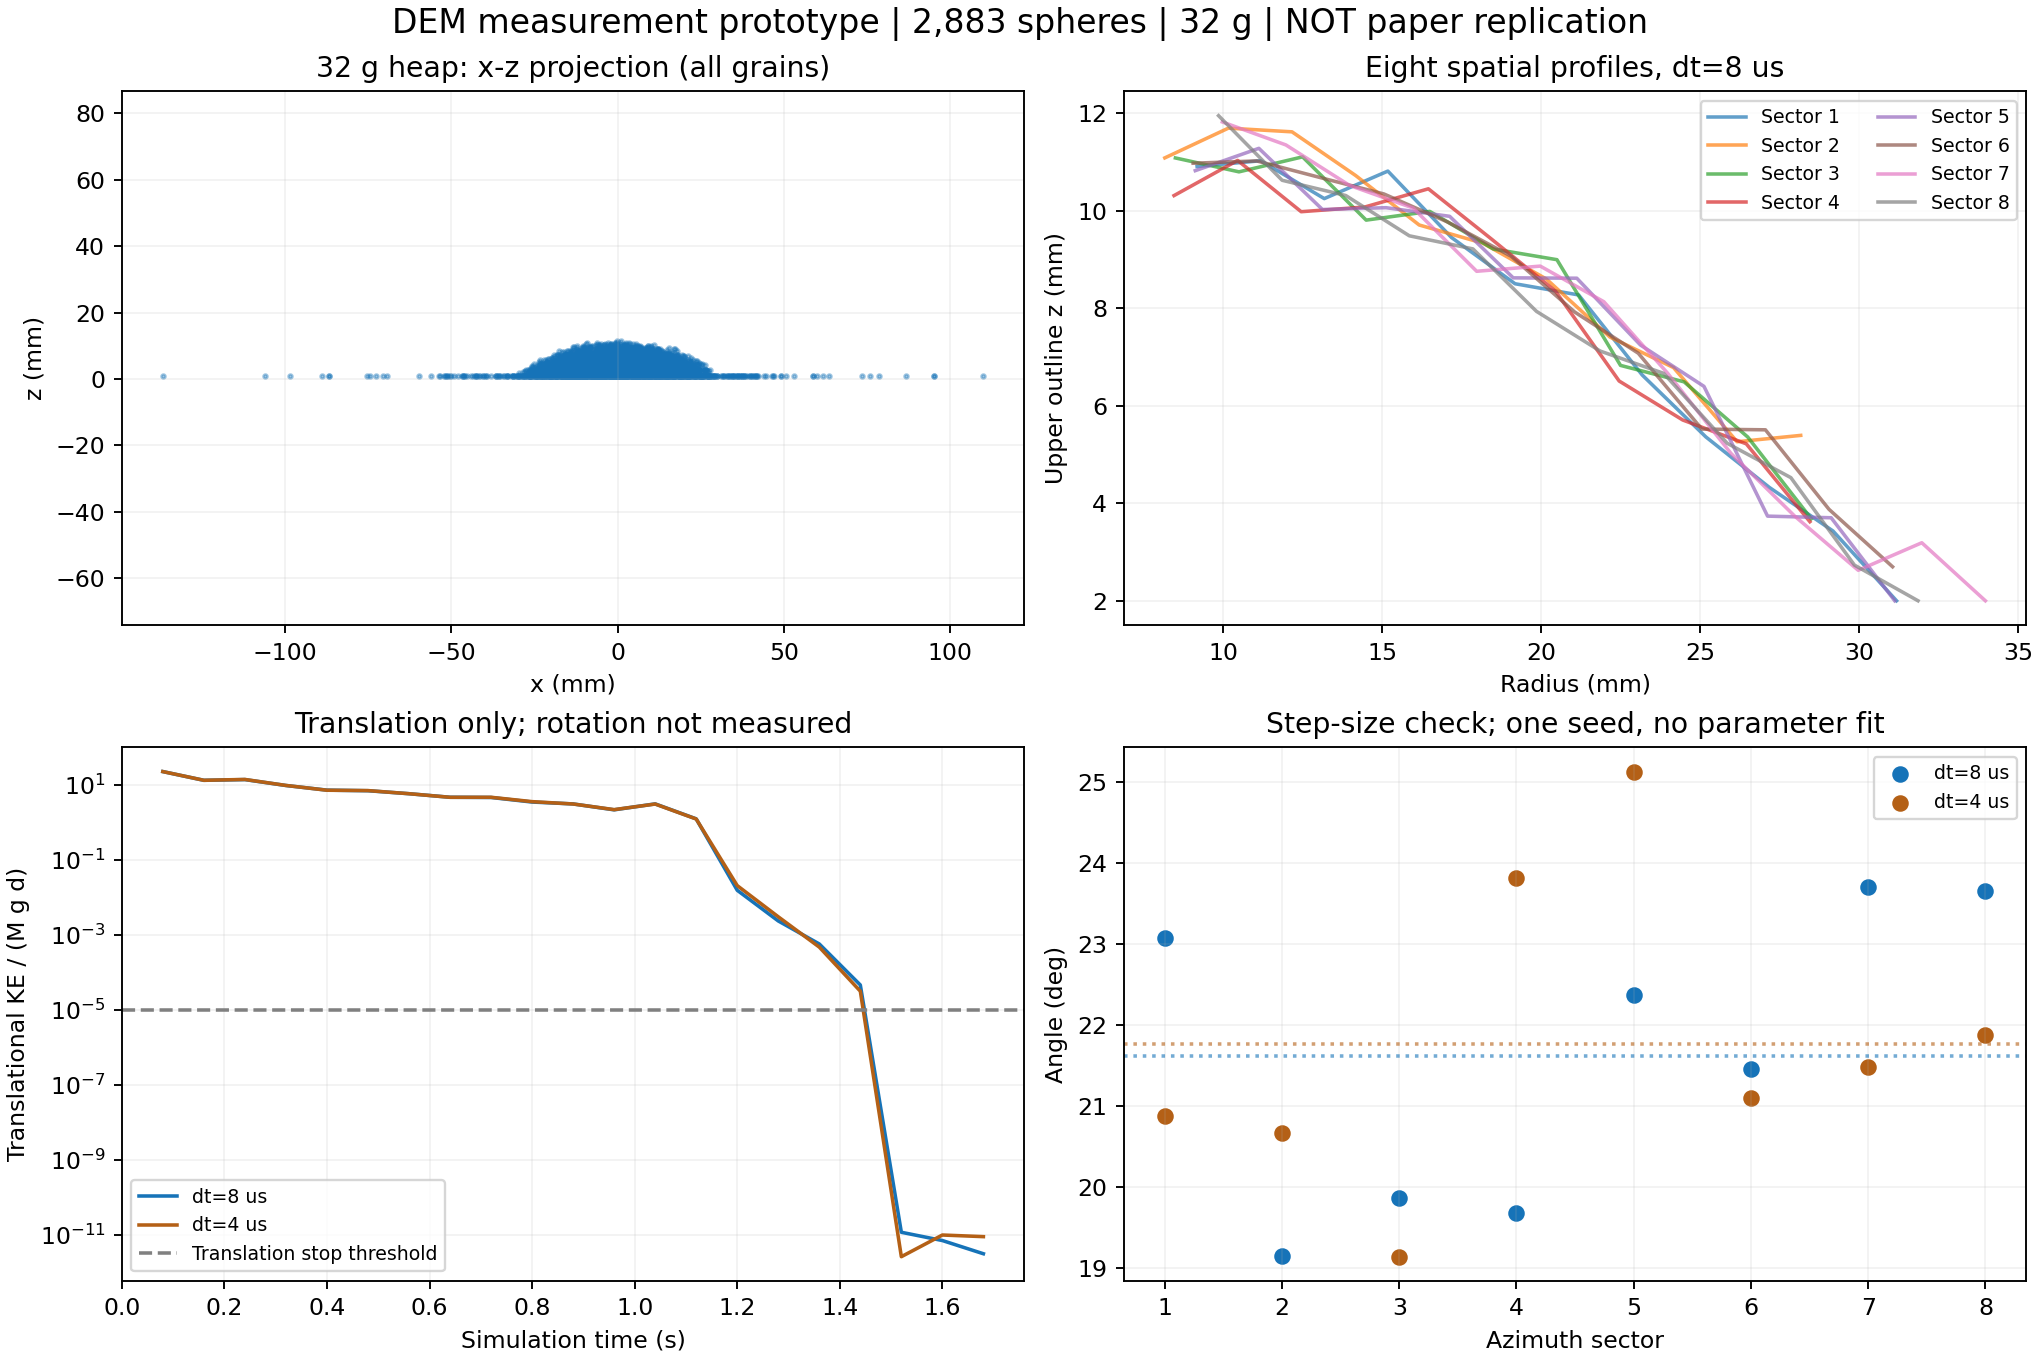 DEM measurement prototype | 2,883 spheres | 32 g | NOT paper replication
32 g heap: x-z projection (all grains)
80
60
40
20
0
−20
−40
−60
z (mm)
−100
−50
0
50
100
x (mm)
Eight spatial profiles, dt=8 us
Sector 1
Sector 2
Sector 3
Sector 4
Sector 5
Sector 6
Sector 7
Sector 8
12
10
8
6
4
2
Upper outline z (mm)
10
15
20
25
30
35
Radius (mm)
Translation only; rotation not measured
10^1
10^−1
10^−3
10^−5
10^−7
10^−9
10^−11
Translational KE / (M g d)
dt=8 us
dt=4 us
Translation stop threshold
0.0
0.2
0.4
0.6
0.8
1.0
1.2
1.4
1.6
Simulation time (s)
Step-size check; one seed, no parameter fit
dt=8 us
dt=4 us
25
24
23
22
21
20
19
Angle (deg)
1
2
3
4
5
6
7
8
Azimuth sector